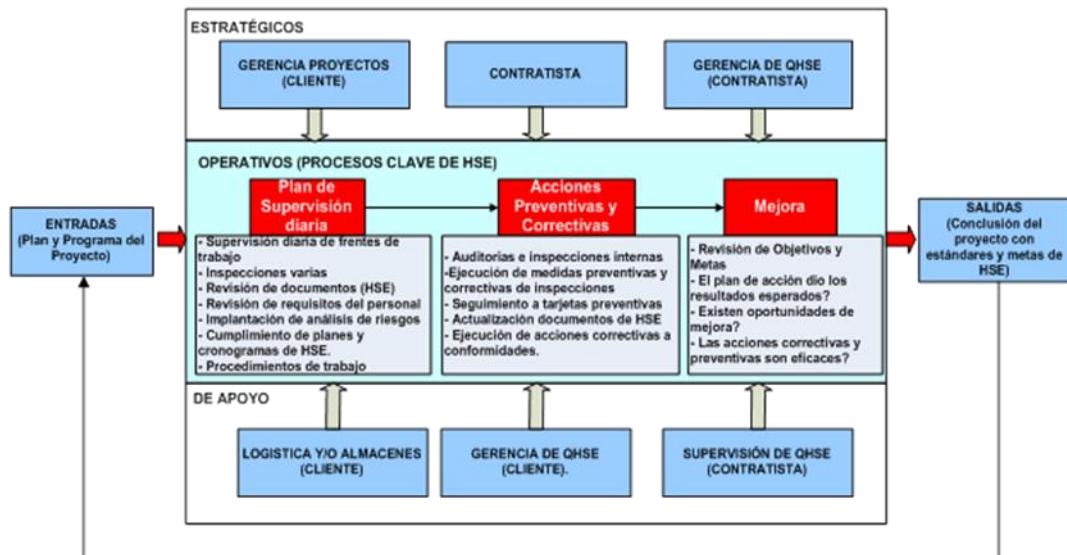 ESTRATÉGICOS
GERENCIA PROYECTOS
(CLIENTE)
CONTRATISTA
GERENCIA DE QHSE
(CONTRATISTA)
OPERATIVOS (PROCESOS CLAVE DE HSE)
ENTRADAS
(Plan y Programa del
Proyecto)
Plan de
Supervisión
diaria
- Supervisión diaria de frentes de
trabajo
- Inspecciones varias
- Revisión de documentos (HSE)
- Revisión de requisitos del personal
- Implantación de análisis de riesgos
- Cumplimiento de planes y
cronogramas de HSE.
- Procedimientos de trabajo
Acciones
Preventivas y
Correctivas
- Auditorias e inspecciones internas
-Ejecución de medidas preventivas y
correctivas de inspecciones
- Seguimiento a tarjetas preventivas
- Actualización documentos de HSE
- Ejecución de acciones correctivas a
conformidades.
Mejora
- Revisión de Objetivos y
Metas
- El plan de acción dio los
resultados esperados?
- Existen oportunidades de
mejora?
- Las acciones correctivas y
preventivas son eficaces?
SALIDAS
(Conclusión del
proyecto con
estándares y metas de
HSE)
DE APOYO
LOGISTICA Y/O ALMACENES
(CLIENTE)
GERENCIA DE QHSE
(CLIENTE).
SUPERVISIÓN DE QHSE
(CONTRATISTA)